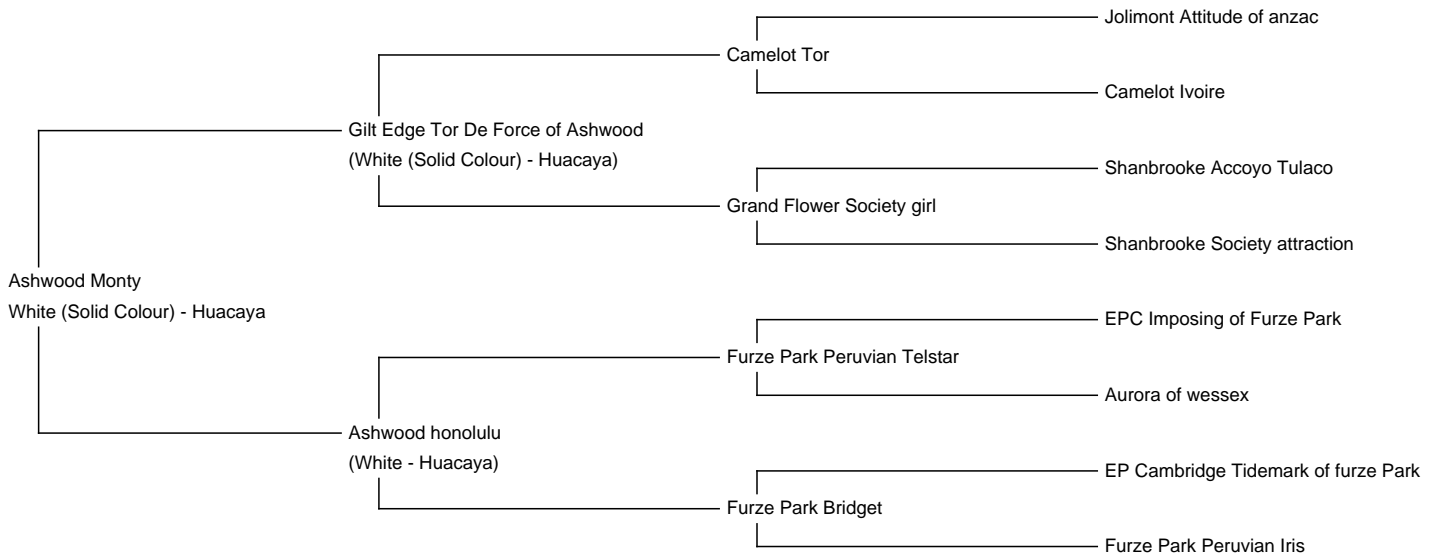 Jolimont Attitude of anzac
Camelot Tor
Camelot Ivoire
Gilt Edge Tor De Force of Ashwood
(White (Solid Colour) - Huacaya)
Shanbrooke Accoyo Tulaco
Grand Flower Society girl
Shanbrooke Society attraction
Ashwood Monty
White (Solid Colour) - Huacaya
EPC Imposing of Furze Park
Furze Park Peruvian Telstar
Aurora of wessex
Ashwood honolulu
(White - Huacaya)
EP Cambridge Tidemark of furze Park
Furze Park Bridget
Furze Park Peruvian Iris